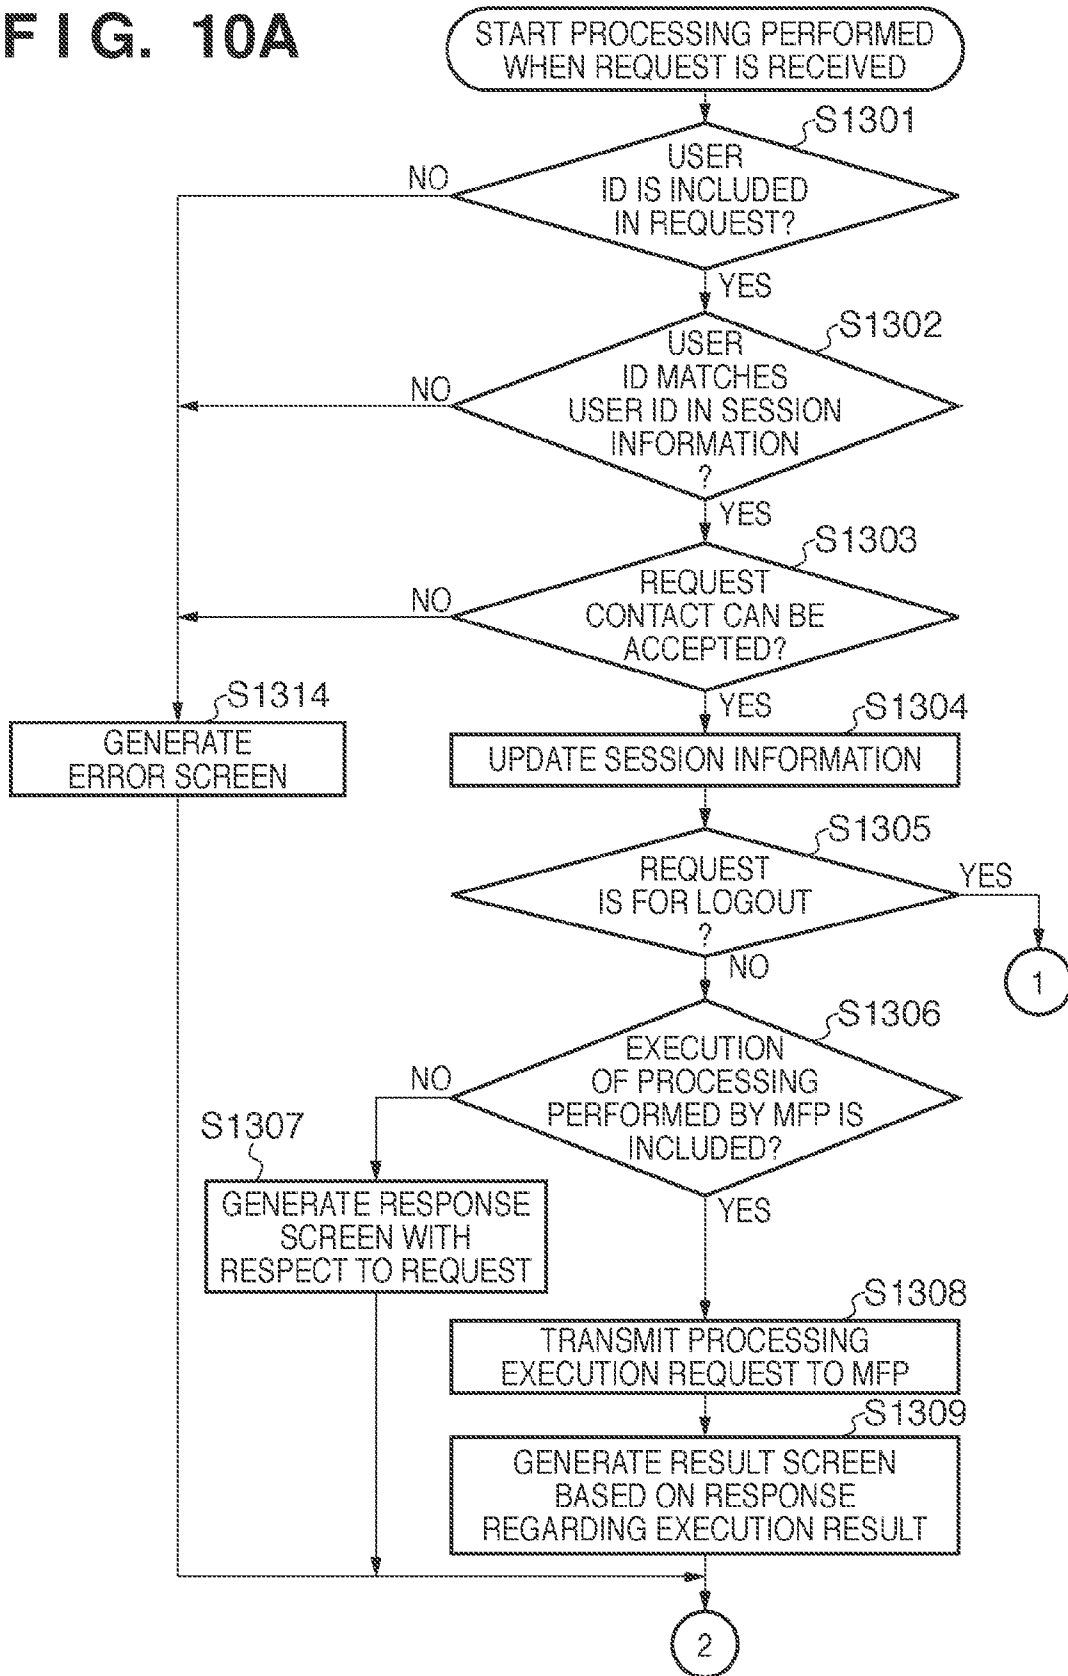 FIG. 10A
START PROCESSING PERFORMED
WHEN REQUEST IS RECEIVED
S1301
USER
ID IS INCLUDED
IN REQUEST?
NO
YES
S1302
USER
ID MATCHES
USER ID IN SESSION
INFORMATION
?
NO
YES
S1303
REQUEST
CONTACT CAN BE
ACCEPTED?
NO
YES
S1314
GENERATE
ERROR SCREEN
S1304
UPDATE SESSION INFORMATION
S1305
REQUEST
IS FOR LOGOUT
?
YES
NO
1
S1306
EXECUTION
OF PROCESSING
PERFORMED BY MFP IS
INCLUDED?
NO
YES
S1307
GENERATE RESPONSE
SCREEN WITH
RESPECT TO REQUEST
S1308
TRANSMIT PROCESSING
EXECUTION REQUEST TO MFP
S1309
GENERATE RESULT SCREEN
BASED ON RESPONSE
REGARDING EXECUTION RESULT
2